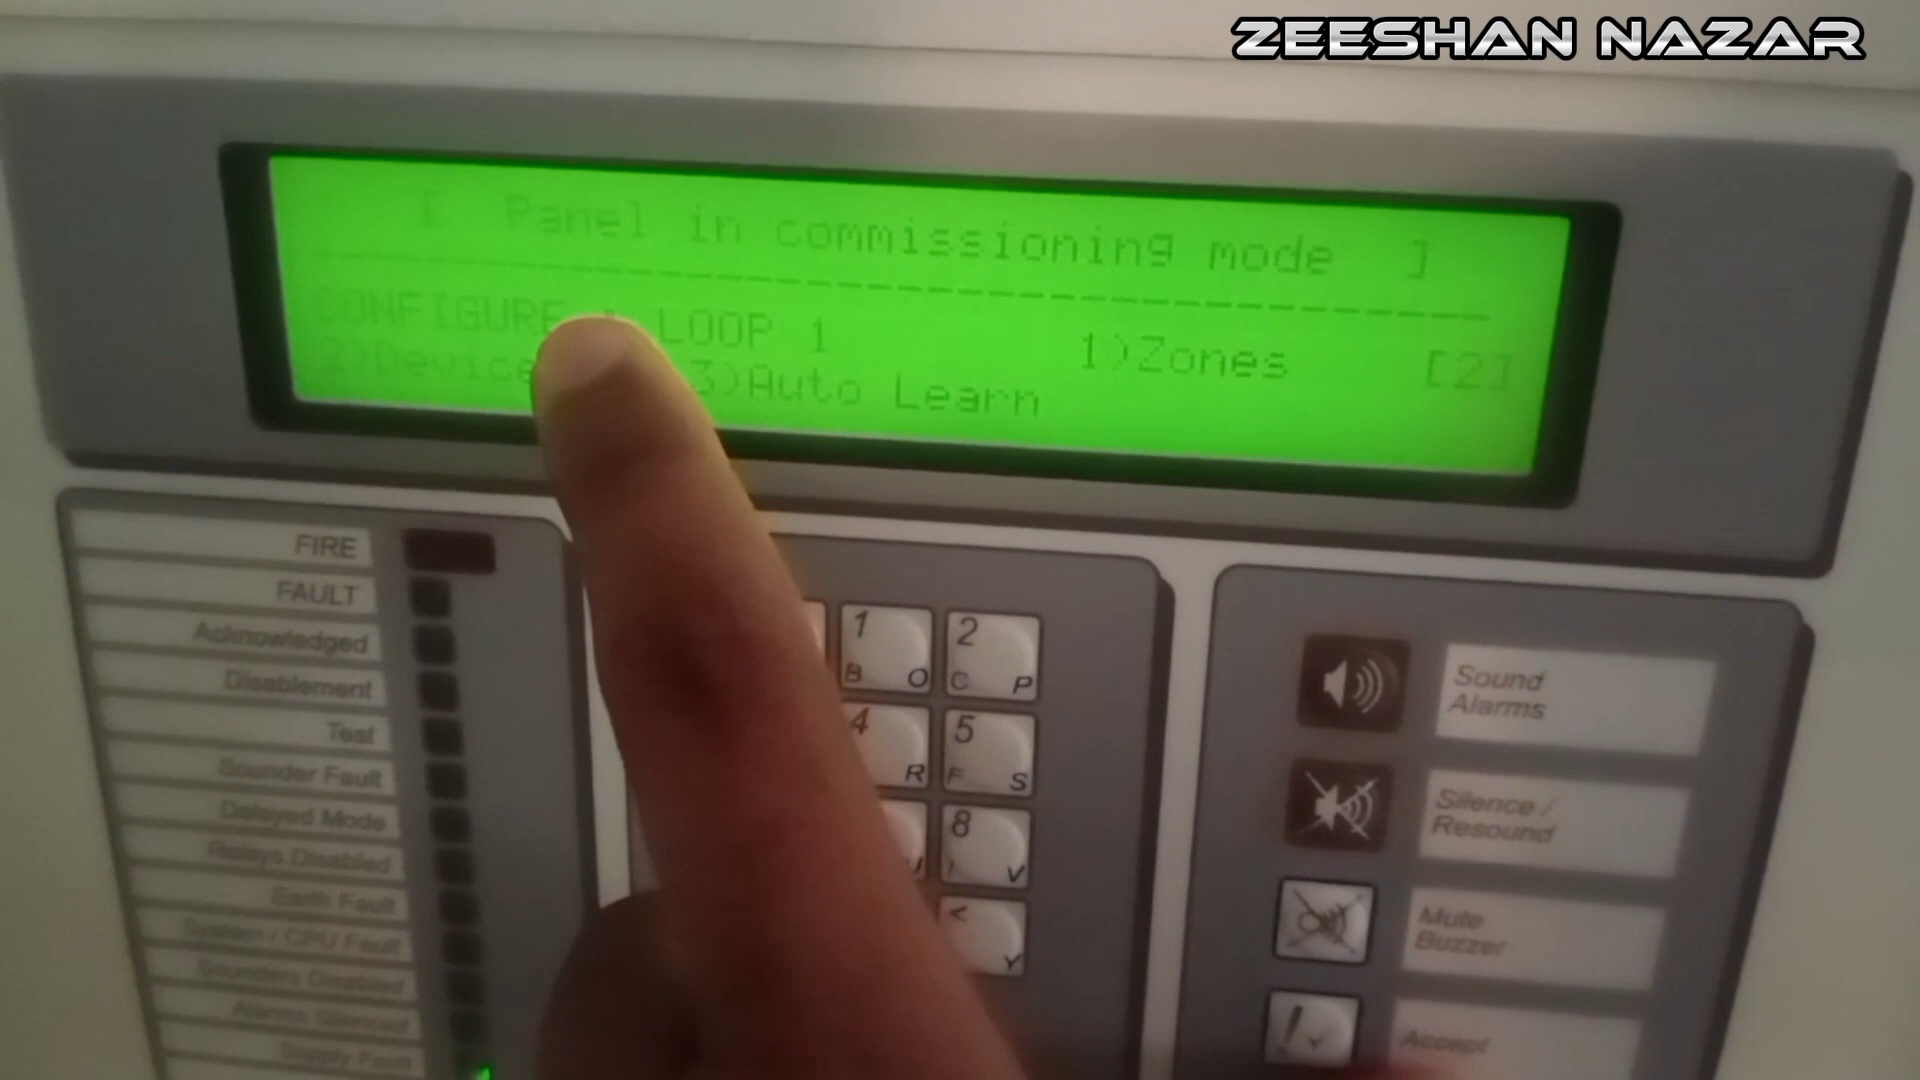 ZEESHAN NAZAR
[ Panel in commissioning mode ]
CONFIGURE LOOP 1 1)Zones [2]
2)Device 3)Auto Learn
FIRE
FAULT
Acknowledged
Disablement
Test
Sounder Fault
Delayed Mode
Relays Disabled
Earth Fault
System / CPU Fault
Sounders Disabled
Alarms Silenced
Supply Fault
1 B O
2 C P
4 R
5 F S
U
8 V
< Y
Sound
Alarms
Silence /
Resound
Mute
Buzzer
Accept